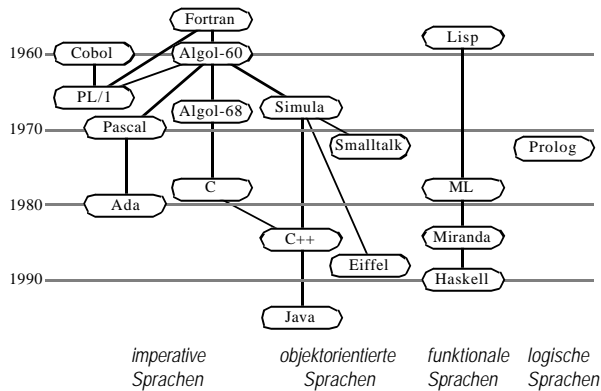 Fortran
Lisp
1960
Cobol
Algol-60
PL/1
Algol-68
Simula
1970
Pascal
Smalltalk
Prolog
C
ML
1980
Ada
C++
Miranda
Eiffel
1990
Haskell
Java
imperative
Sprachen
objektorientierte
Sprachen
funktionale
Sprachen
logische
Sprachen